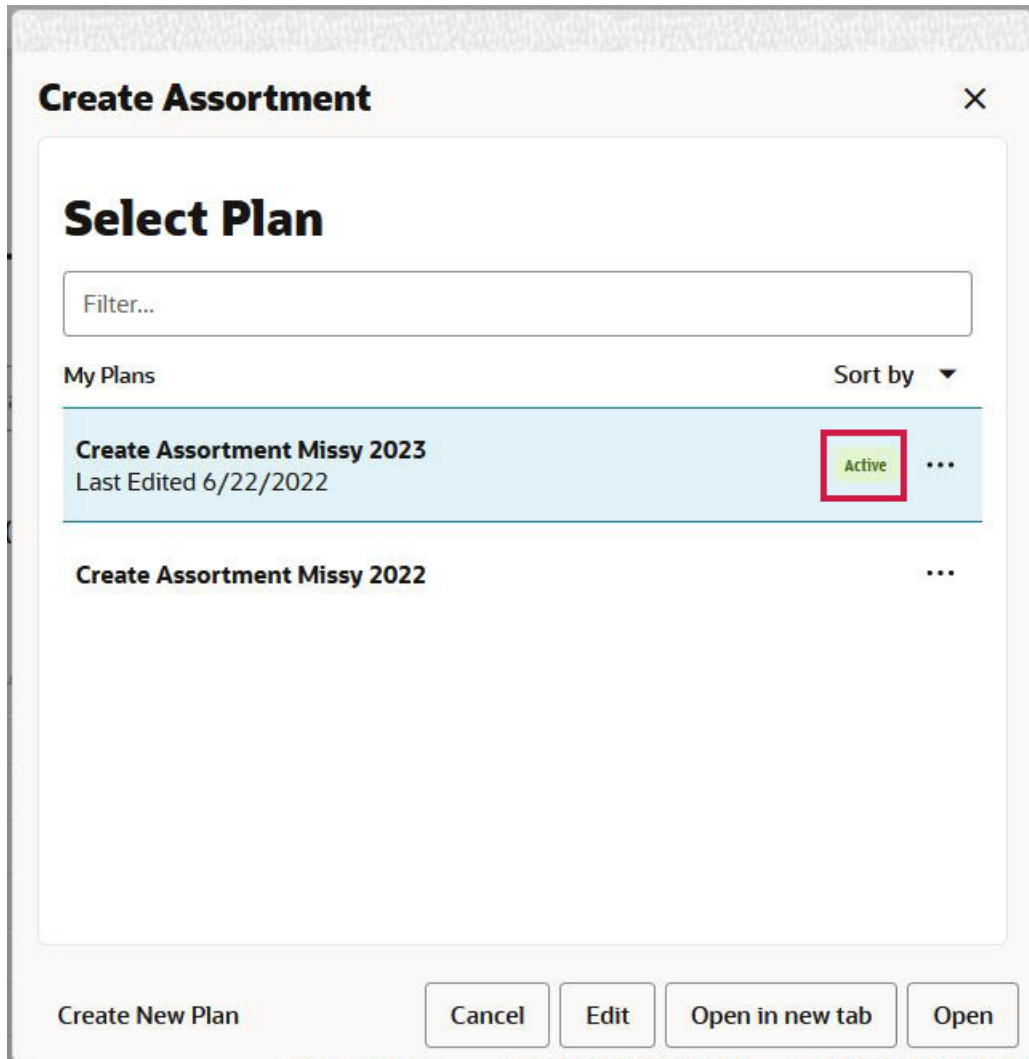 Create Assortment
Select Plan
Filter...
My Plans Sort by
Create Assortment Missy 2023
Last Edited 6/22/2022
Active
Create Assortment Missy 2022
Create New Plan Cancel Edit Open in new tab Open